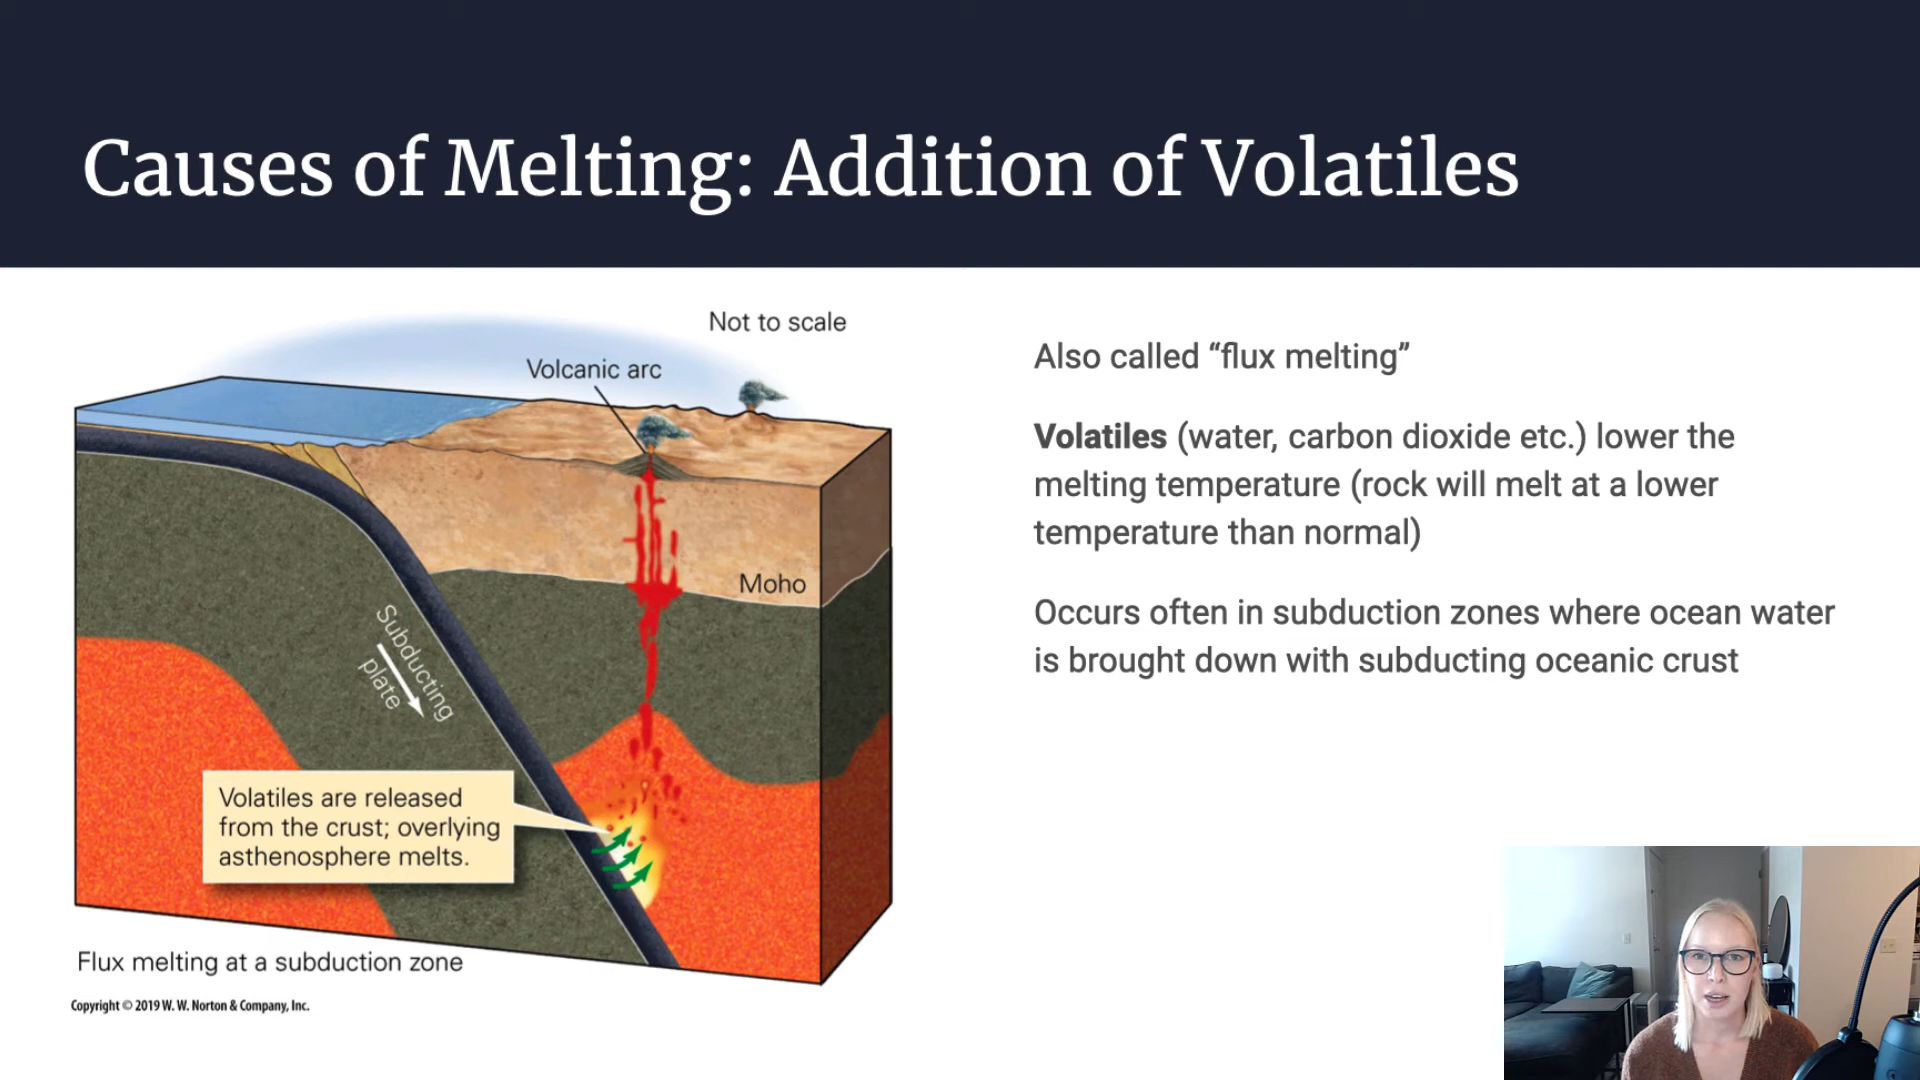 Causes of Melting: Addition of Volatiles
Not to scale
Volcanic arc
Moho
Subducting
plate
Volatiles are released
from the crust; overlying
asthenosphere melts.
Flux melting at a subduction zone
Copyright © 2019 W. W. Norton & Company, Inc.
Also called “flux melting”
Volatiles (water, carbon dioxide etc.) lower the
melting temperature (rock will melt at a lower
temperature than normal)
Occurs often in subduction zones where ocean water
is brought down with subducting oceanic crust